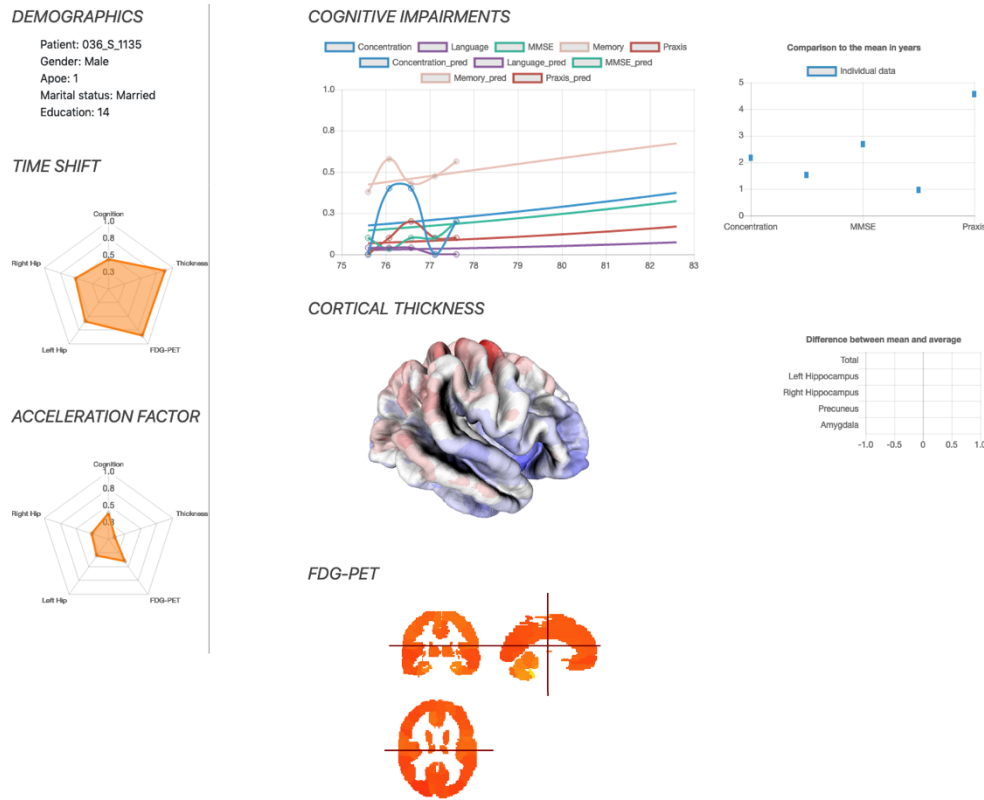 DEMOGRAPHICS
Patient: 036_S_1135
Gender: Male
Apoe: 1
Marital status: Married
Education: 14
TIME SHIFT
Cognition
1.0
0.8
0.5
0.3
Right Hip
Thickness
Left Hip
FDG-PET
ACCELERATION FACTOR
Cognition
1.0
0.8
0.5
0.3
Right Hip
Thickness
Left Hip
FDG-PET
COGNITIVE IMPAIRMENTS
Concentration Language MMSE Memory Praxis
Concentration_pred Language_pred MMSE_pred
Memory_pred Praxis_pred
1.0
0.8
0.5
0.3
0
75 76 77 78 79 80 81 82 83
Comparison to the mean in years
Individual data
5
4
3
2
1
0
Concentration MMSE Praxis
CORTICAL THICKNESS
Difference between mean and average
Total
Left Hippocampus
Right Hippocampus
Precuneus
Amygdala
-1.0 -0.5 0 0.5 1.0
FDG-PET